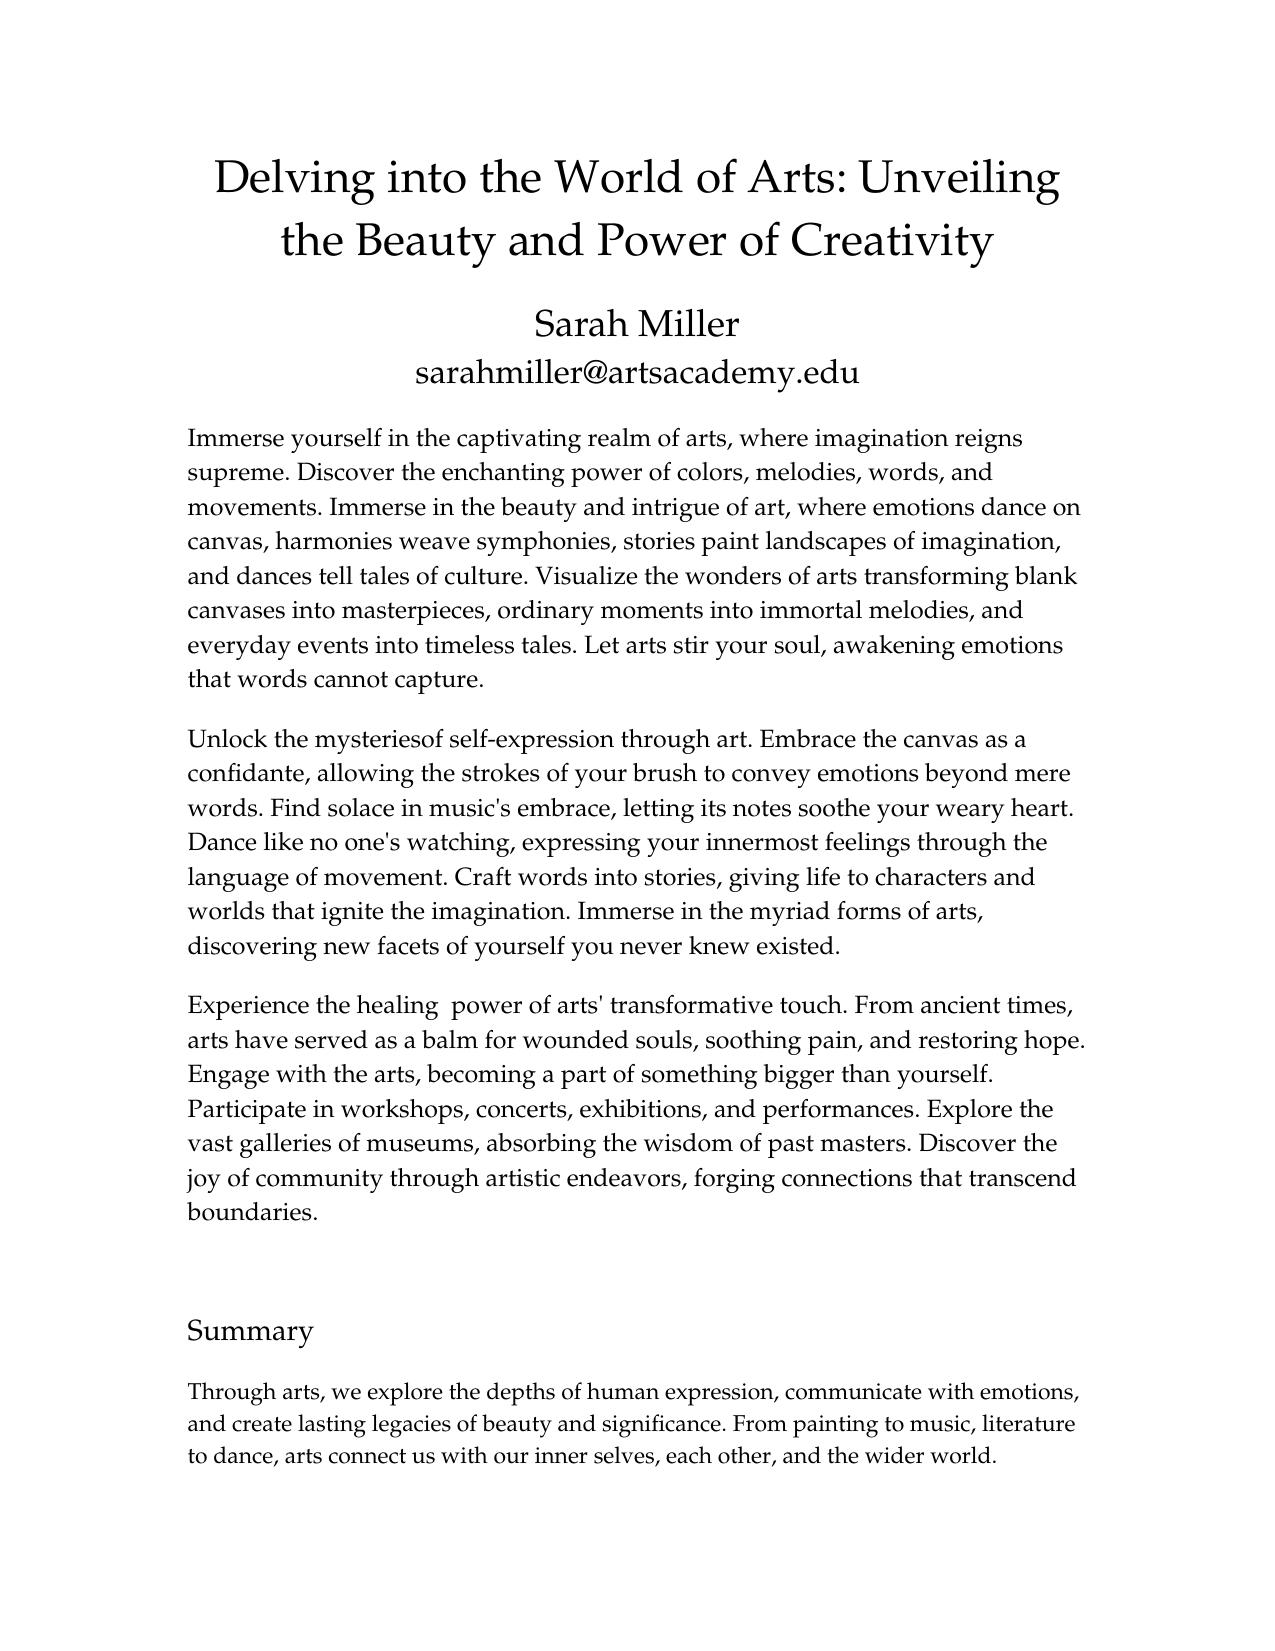 Delving into the World of Arts: Unveiling
the Beauty and Power of Creativity
Sarah Miller
sarahmiller@artsacademy.edu
Immerse yourself in the captivating realm of arts, where imagination reigns
supreme. Discover the enchanting power of colors, melodies, words, and
movements. Immerse in the beauty and intrigue of art, where emotions dance on
canvas, harmonies weave symphonies, stories paint landscapes of imagination,
and dances tell tales of culture. Visualize the wonders of arts transforming blank
canvases into masterpieces, ordinary moments into immortal melodies, and
everyday events into timeless tales. Let arts stir your soul, awakening emotions
that words cannot capture.
Unlock the mysteriesof self-expression through art. Embrace the canvas as a
confidante, allowing the strokes of your brush to convey emotions beyond mere
words. Find solace in music's embrace, letting its notes soothe your weary heart.
Dance like no one's watching, expressing your innermost feelings through the
language of movement. Craft words into stories, giving life to characters and
worlds that ignite the imagination. Immerse in the myriad forms of arts,
discovering new facets of yourself you never knew existed.
Experience the healing  power of arts' transformative touch. From ancient times,
arts have served as a balm for wounded souls, soothing pain, and restoring hope.
Engage with the arts, becoming a part of something bigger than yourself.
Participate in workshops, concerts, exhibitions, and performances. Explore the
vast galleries of museums, absorbing the wisdom of past masters. Discover the
joy of community through artistic endeavors, forging connections that transcend
boundaries.
Summary
Through arts, we explore the depths of human expression, communicate with emotions,
and create lasting legacies of beauty and significance. From painting to music, literature
to dance, arts connect us with our inner selves, each other, and the wider world.